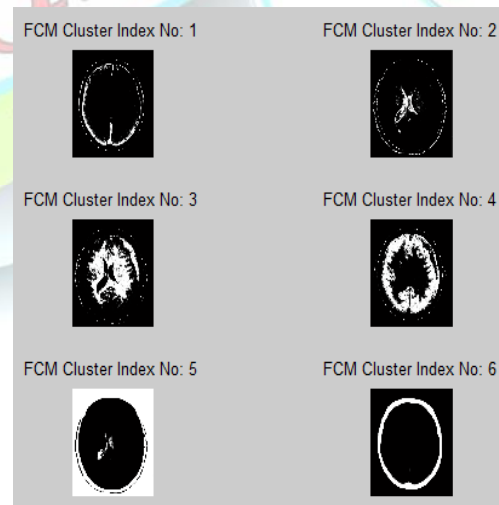 FCM Cluster Index No: 1
FCM Cluster Index No: 2
FCM Cluster Index No: 3
FCM Cluster Index No: 4
FCM Cluster Index No: 5
FCM Cluster Index No: 6